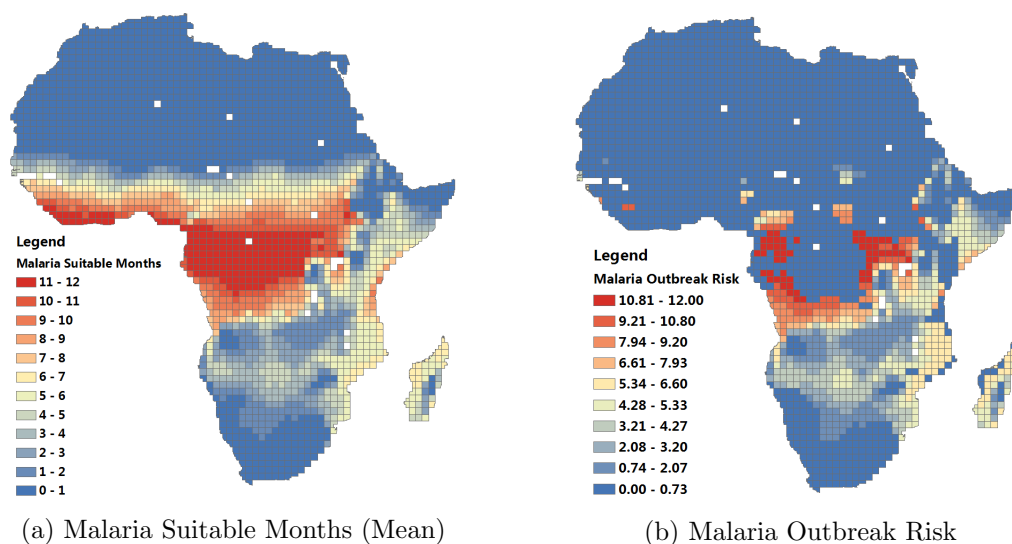 Legend
Malaria Suitable Months
11 - 12
10 - 11
9 - 10
8 - 9
7 - 8
6 - 7
5 - 6
4 - 5
3 - 4
2 - 3
1 - 2
0 - 1
(a) Malaria Suitable Months (Mean)
Legend
Malaria Outbreak Risk
10.81 - 12.00
9.21 - 10.80
7.94 - 9.20
6.61 - 7.93
5.34 - 6.60
4.28 - 5.33
3.21 - 4.27
2.08 - 3.20
0.74 - 2.07
0.00 - 0.73
(b) Malaria Outbreak Risk